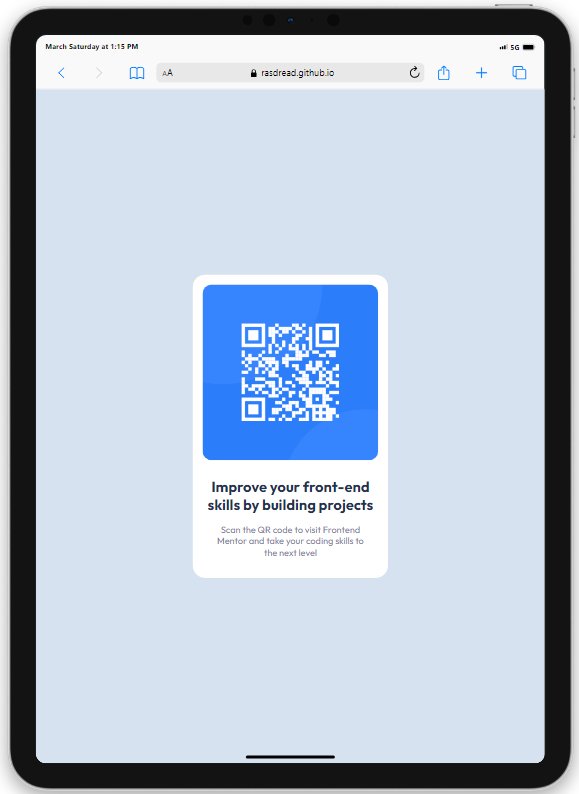 March Saturday at 1:15 PM
5G
AA
rasdread.github.io
Improve your front-end
skills by building projects
Scan the QR code to visit Frontend
Mentor and take your coding skills to
the next level